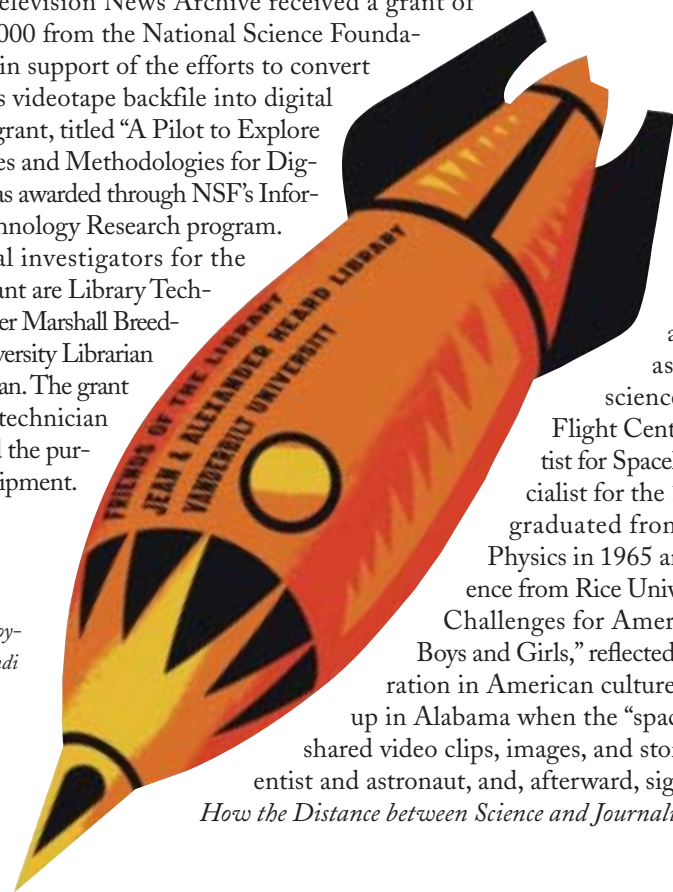 elevision News Archive received a grant of
000 from the National Science Founda-
in support of the efforts to convert
s videotape backfile into digital
grant, titled “A Pilot to Explore
es and Methodologies for Dig-
as awarded through NSF’s Infor-
hnology Research program.
al investigators for the
ant are Library Tech-
er Marshall Breed-
versity Librarian
an. The grant
technician
d the pur-
ipment.
oy-
ndi
FRIENDS OF THE LIBRARY
JEAN & ALEXANDER HEARD LIBRARY
VANDERBILT UNIVERSITY
a
as
science
Flight Cent
tist for Space
cialist for the
graduated from
Physics in 1965 a
ence from Rice Univ
Challenges for Amer
Boys and Girls,” reflected
ration in American culture
up in Alabama when the “spac
shared video clips, images, and sto
entist and astronaut, and, afterward, sig
How the Distance between Science and Journali